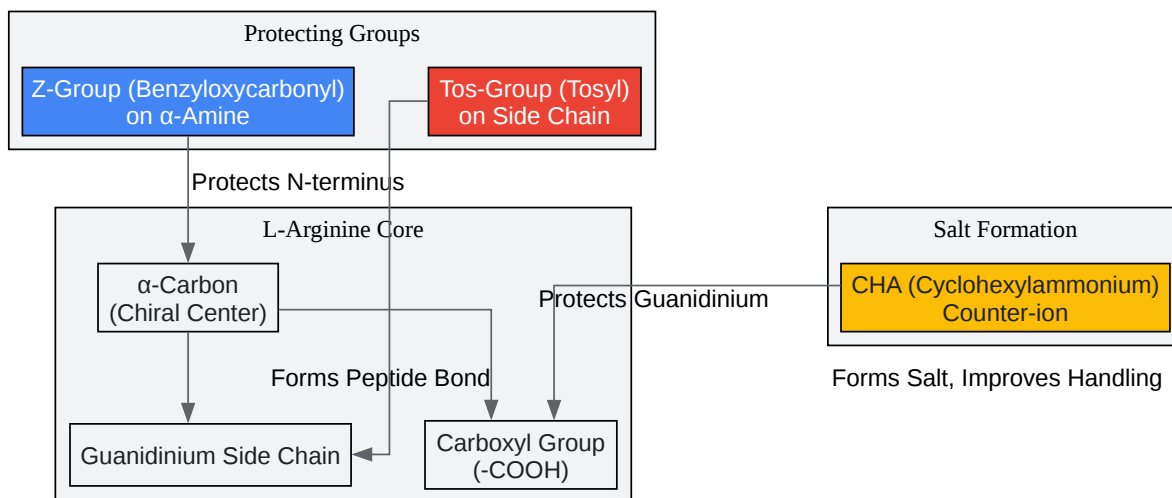 Protecting Groups
Z-Group (Benzyloxycarbonyl)
on α-Amine
Tos-Group (Tosyl)
on Side Chain
Protects N-terminus
L-Arginine Core
Salt Formation
α-Carbon
(Chiral Center)
Protects Guanidinium
CHA (Cyclohexylammonium)
Counter-ion
Forms Peptide Bond
Forms Salt, Improves Handling
Guanidinium Side Chain
Carboxyl Group
(-COOH)